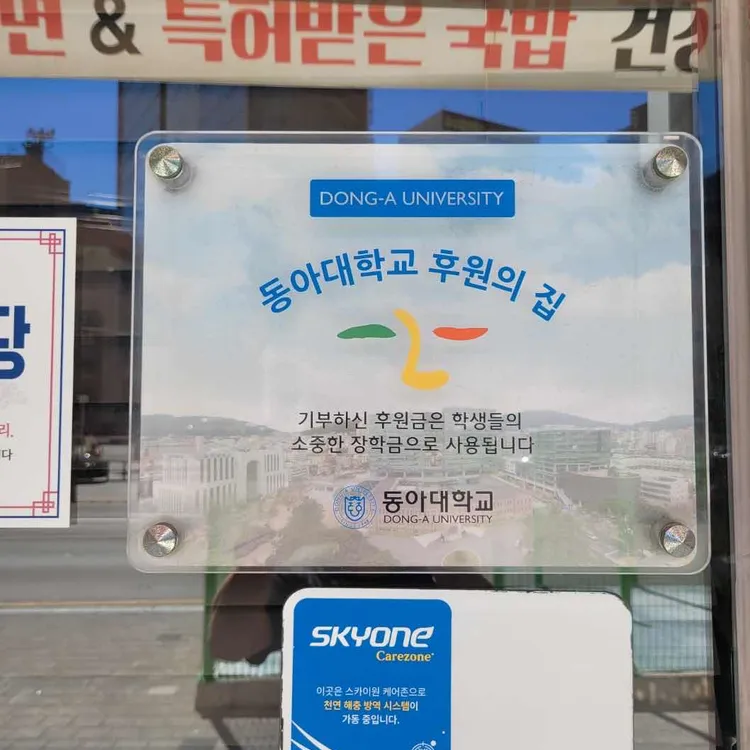 & 특허받은 국밥
DONG-A UNIVERSITY
동아대학교 후원의 집
기부하신 후원금은 학생들의
소중한 장학금으로 사용됩니다
동아대학교
DONG-A UNIVERSITY
SKYONE
Carezone
이곳은 스카이원 케어존으로
천연 해충 방역 시스템이
가동 중입니다.